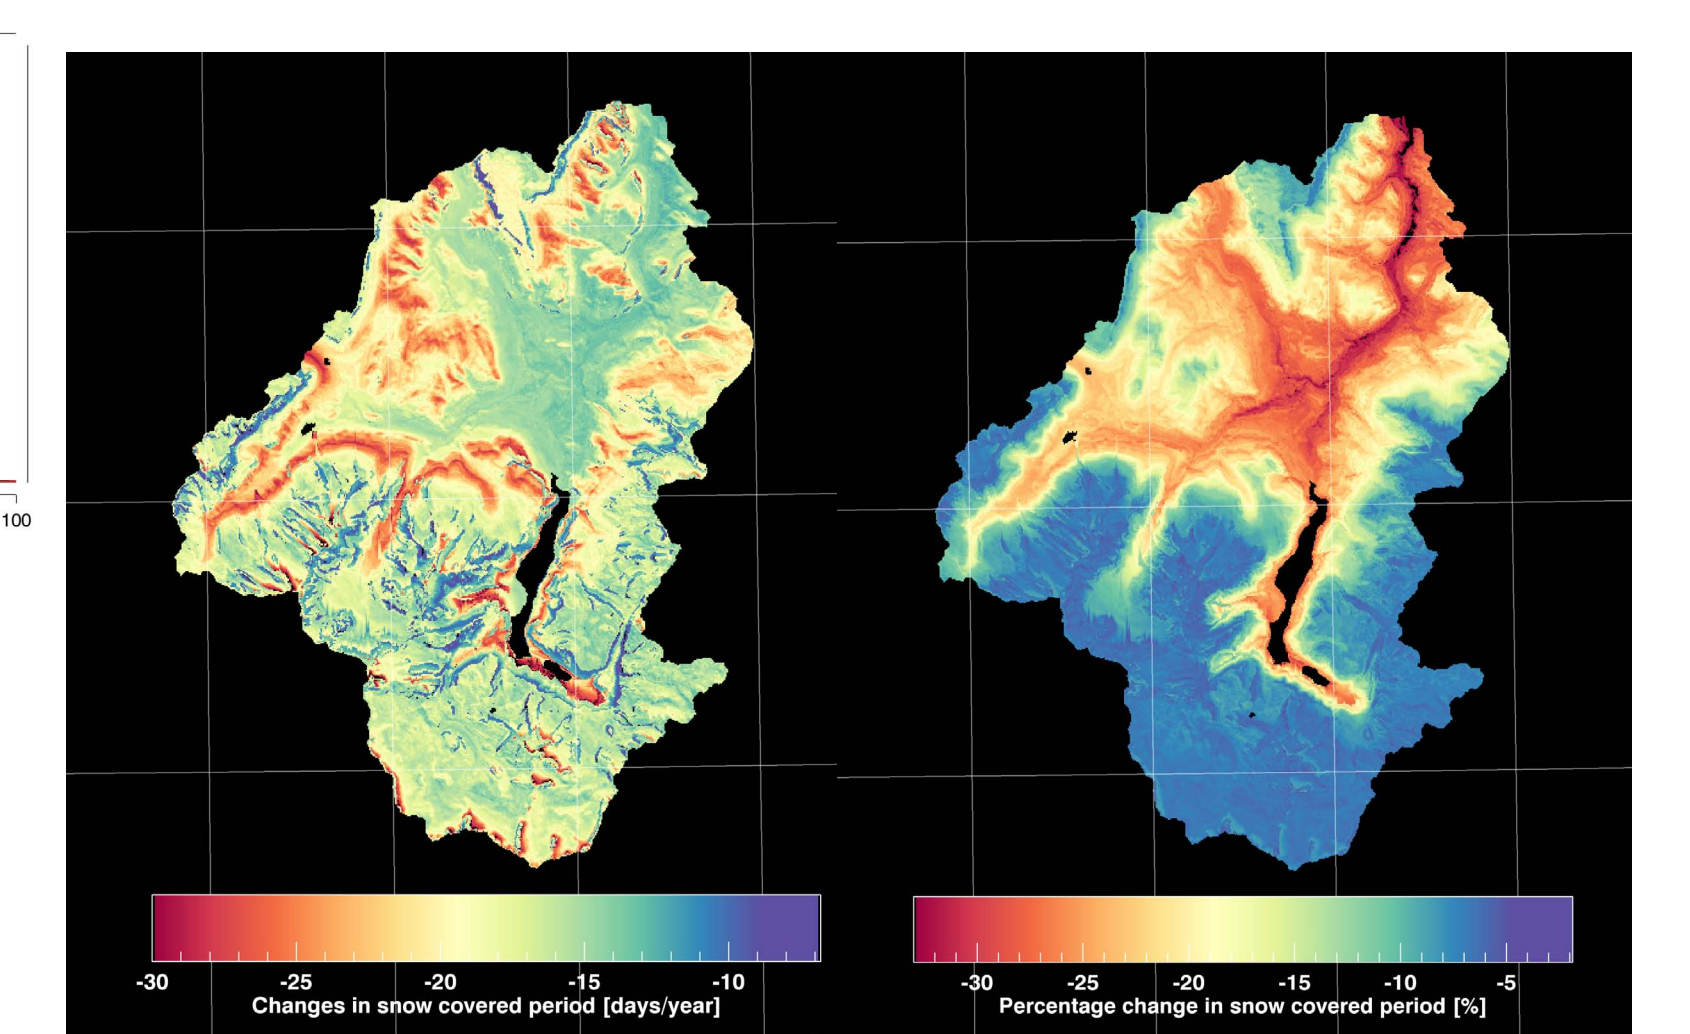 100
-30 -25 -20 -15 -10
Changes in snow covered period [days/year]
-30 -25 -20 -15 -10 -5
Percentage change in snow covered period [%]